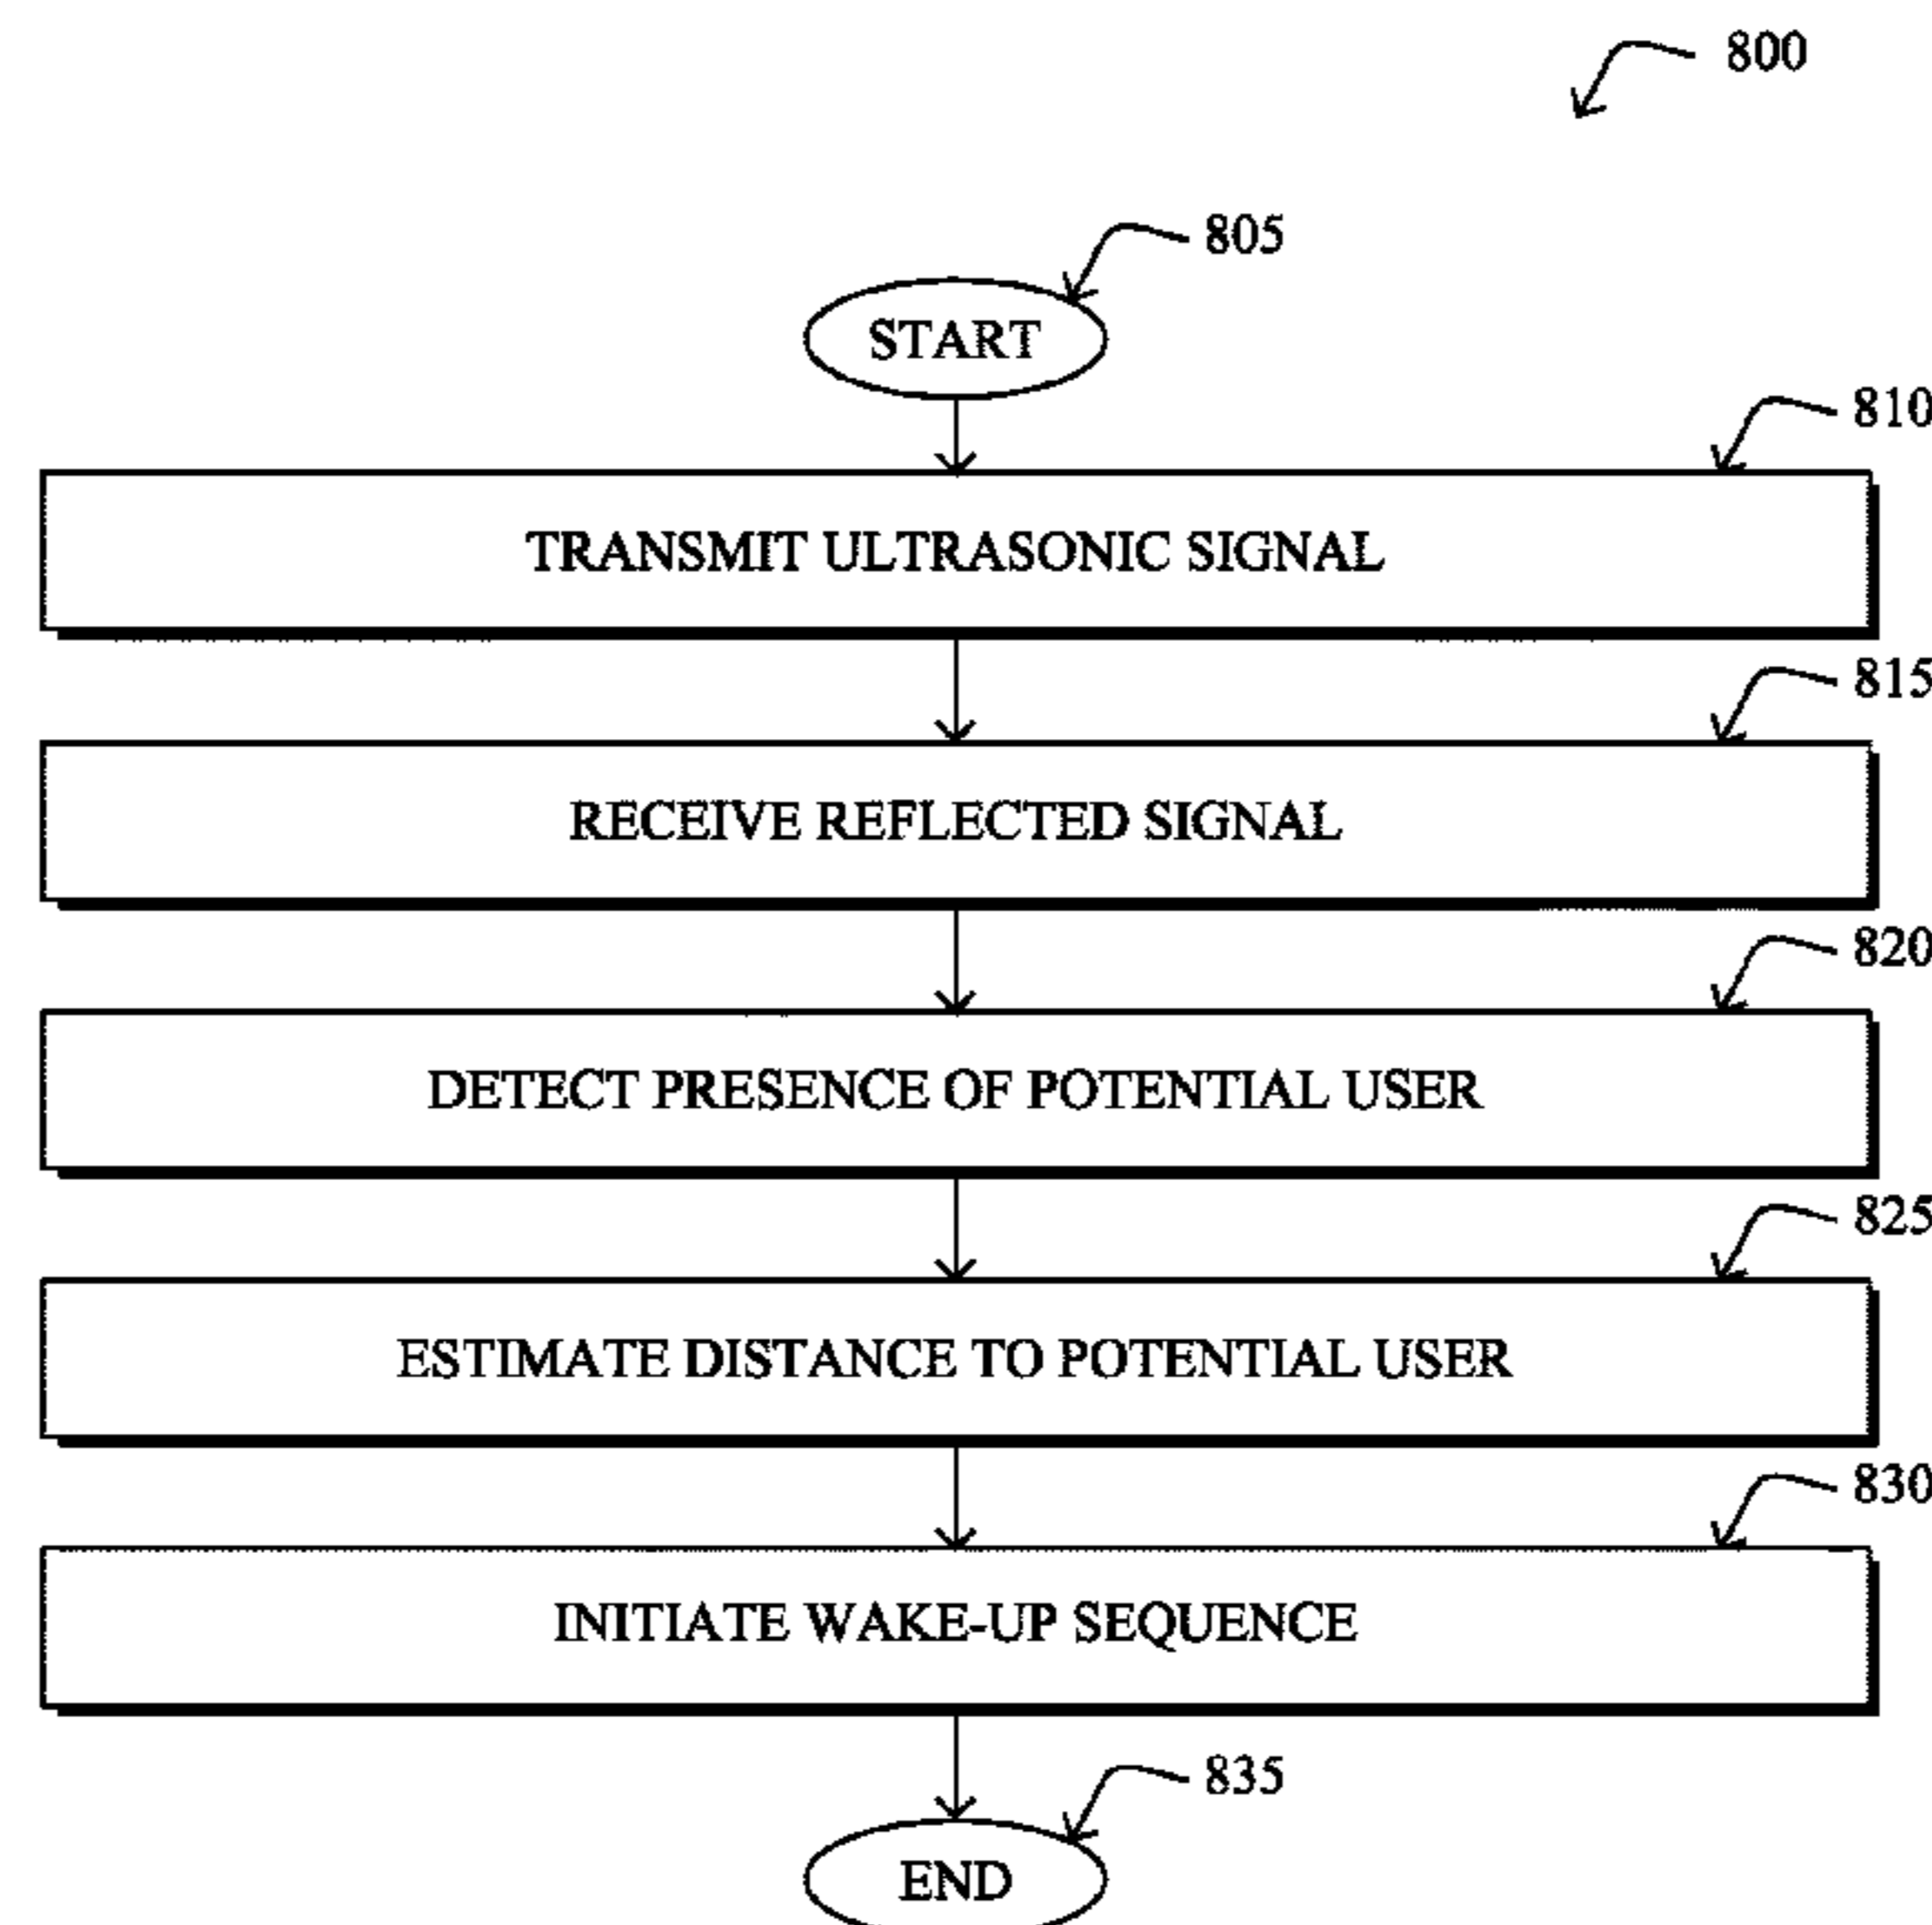 800
805
START
810
TRANSMIT ULTRASONIC SIGNAL
815
RECEIVE REFLECTED SIGNAL
820
DETECT PRESENCE OF POTENTIAL USER
825
ESTIMATE DISTANCE TO POTENTIAL USER
830
INITIATE WAKE-UP SEQUENCE
835
END